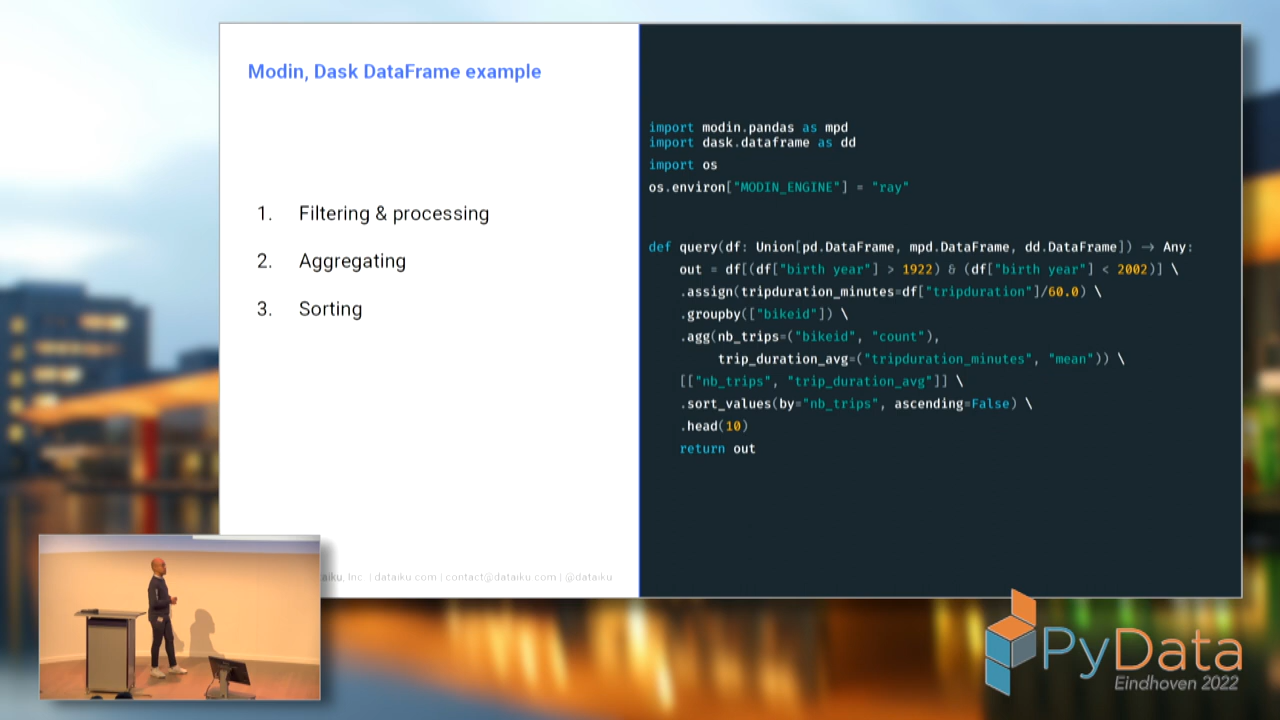 Modin, Dask DataFrame example
1. Filtering & processing
2. Aggregating
3. Sorting
import modin.pandas as mpd
import dask.dataframe as dd
import os
os.environ["MODIN_ENGINE"] = "ray"
def query(df: Union[pd.DataFrame, mpd.DataFrame, dd.DataFrame]) → Any:
out = df[(df["birth year"] > 1922) & (df["birth year"] < 2002)] \
.assign(tripduration_minutes=df["tripduration"]/60.0) \
.groupby(["bikeid"]) \
.agg(nb_trips=("bikeid", "count"),
trip_duration_avg=("tripduration_minutes", "mean")) \
[["nb_trips", "trip_duration_avg"]] \
.sort_values(by="nb_trips", ascending=False) \
.head(10)
return out
aiku, Inc. | dataiku.com | contact@dataiku.com | @dataiku
PyData
Eindhoven 2022